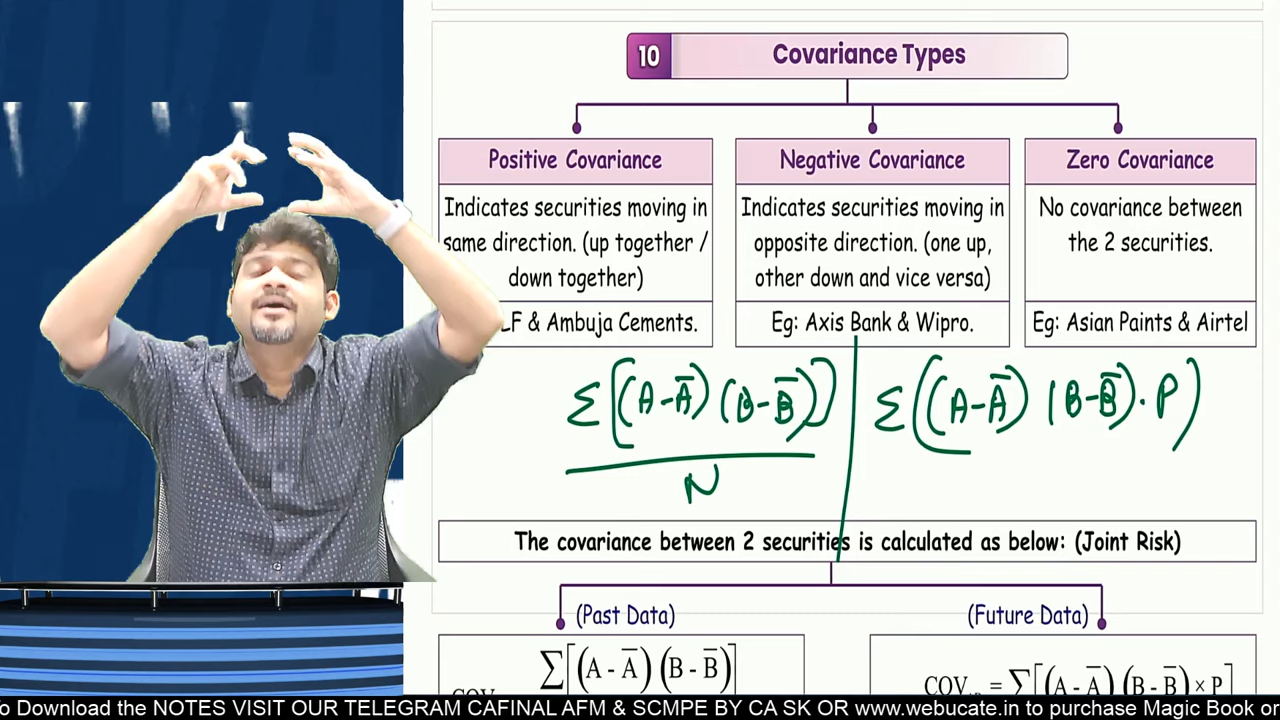 10 Covariance Types
Positive Covariance
Indicates securities moving in
same direction. (up together /
down together)
LF & Ambuja Cements.
Negative Covariance
Indicates securities moving in
opposite direction. (one up,
other down and vice versa)
Eg: Axis Bank & Wipro.
Zero Covariance
No covariance between
the 2 securities.
Eg: Asian Paints & Airtel
Σ[(A-A̅)(B-B̅)]
N
Σ((A-A̅)(B-B̅).P)
The covariance between 2 securities is calculated as below: (Joint Risk)
(Past Data)
∑[(A - A̅) (B - B̅)]
(Future Data)
= ∑[(A - A̅) (B - B̅) × P]
o Download the NOTES VISIT OUR TELEGRAM CAFINAL AFM & SCMPE BY CA SK OR www.webucate.in to purchase Magic Book or